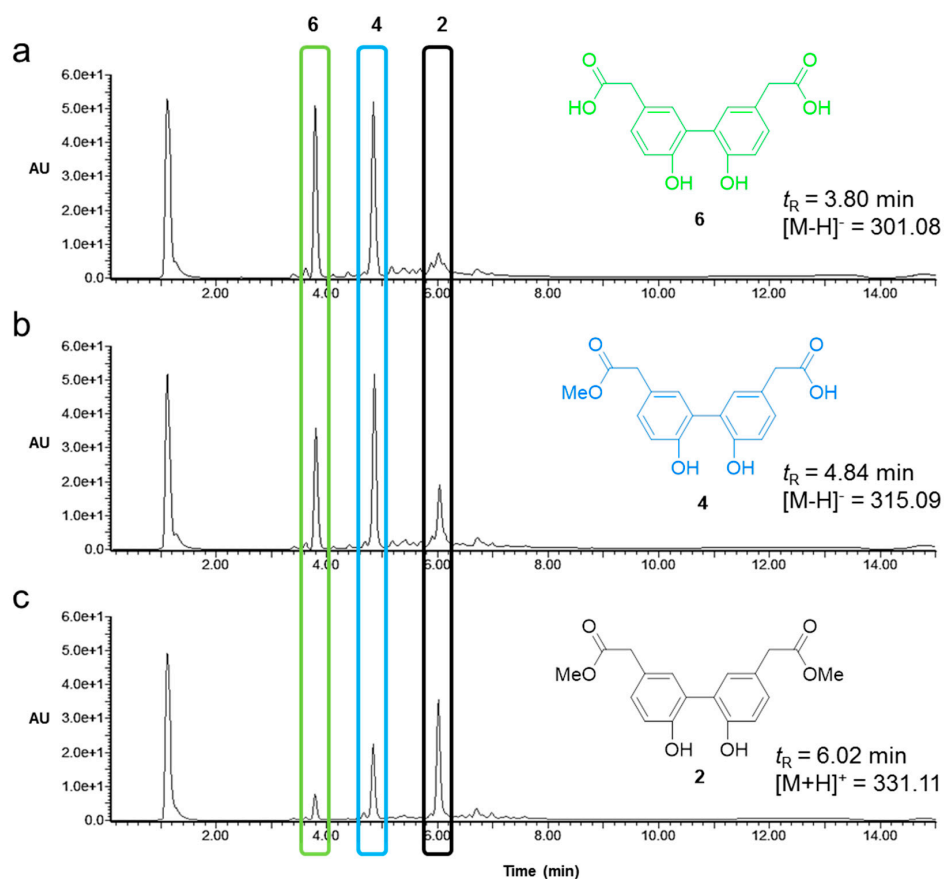 6 4 2
a
6.0e+1
5.0e+1
4.0e+1
AU
3.0e+1
2.0e+1
1.0e+1
0.0
2.00 4.00 6.00 8.00 10.00 12.00 14.00
O O
HO OH
OH OH
6
tR = 3.80 min
[M-H]- = 301.08
b
6.0e+1
5.0e+1
4.0e+1
AU
3.0e+1
2.0e+1
1.0e+1
0.0
2.00 4.00 6.00 8.00 10.00 12.00 14.00
O O
MeO OH
OH OH
4
tR = 4.84 min
[M-H]- = 315.09
c
6.0e+1
5.0e+1
4.0e+1
AU
3.0e+1
2.0e+1
1.0e+1
0.0
2.00 4.00 6.00 8.00 10.00 12.00 14.00
O O
MeO OMe
OH OH
2
tR = 6.02 min
[M+H]+ = 331.11
Time (min)